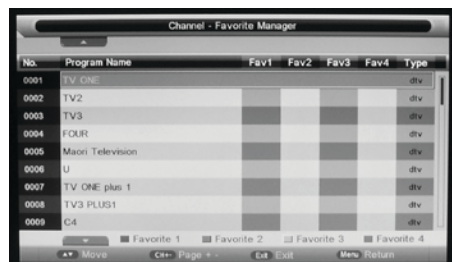 Channel - Favorite Manager
No. Program Name Fav1 Fav2 Fav3 Fav4 Type
0001 TV ONE dtv
0002 TV2 dtv
0003 TV3 dtv
0004 FOUR dtv
0005 Maori Television dtv
0006 U dtv
0007 TV ONE plus 1 dtv
0008 TV3 PLUS1 dtv
0009 C4 dtv
Favorite 1 Favorite 2 Favorite 3 Favorite 4
Move CH+- Page + - Exit Exit Menu Return